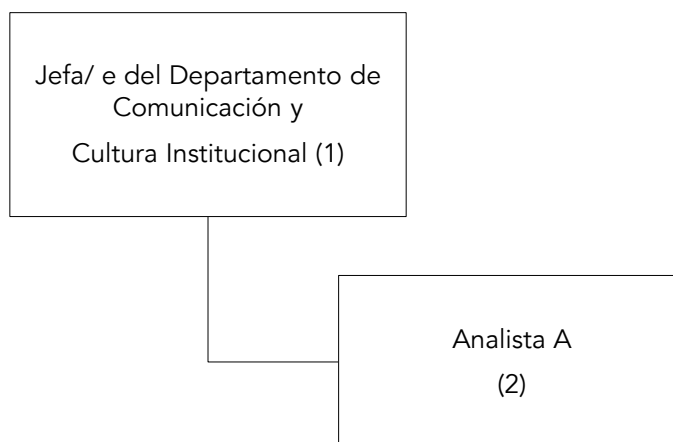 Jefa/ e del Departamento de
Comunicación y
Cultura Institucional (1)
Analista A
(2)